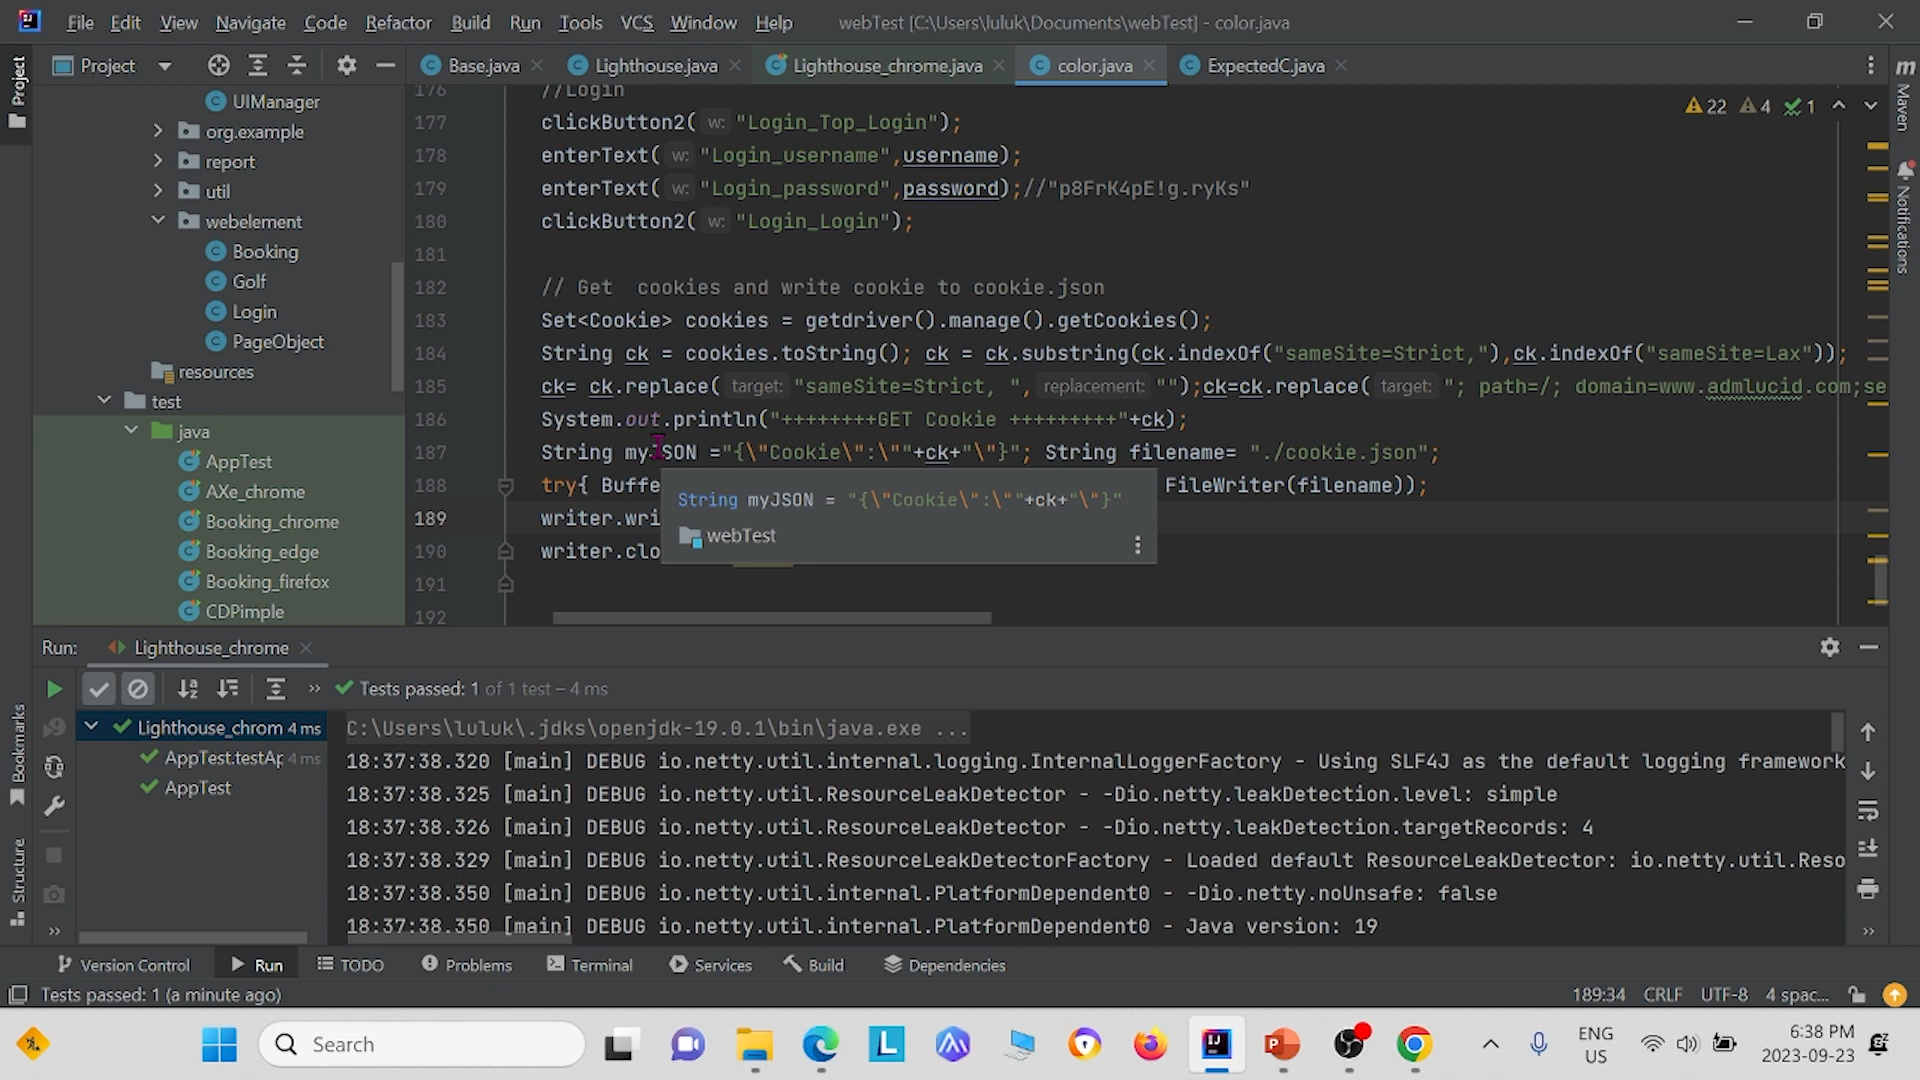 File Edit View Navigate Code Refactor Build Run Tools VCS Window Help webTest [C:\Users\luluk\Documents\webTest] - color.java
Project
Base.java Lighthouse.java Lighthouse_chrome.java color.java ExpectedC.java
Project
Maven
Notifications
Bookmarks
Structure
UIManager
org.example
report
util
webelement
Booking
Golf
Login
PageObject
resources
test
java
AppTest
AXe_chrome
Booking_chrome
Booking_edge
Booking_firefox
CDPimple
22 4 1
176 //Login
177 clickButton2( w: "Login_Top_Login");
178 enterText( w: "Login_username",username);
179 enterText( w: "Login_password",password);//"p8FrK4pE!g.ryKs"
180 clickButton2( w: "Login_Login");
181
182 // Get  cookies and write cookie to cookie.json
183 Set<Cookie> cookies = getdriver().manage().getCookies();
184 String ck = cookies.toString(); ck = ck.substring(ck.indexOf("sameSite=Strict,"),ck.indexOf("sameSite=Lax"));
185 ck= ck.replace( target: "sameSite=Strict, ", replacement: "");ck=ck.replace( target: "; path=/; domain=www.admlucid.com;se
186 System.out.println("++++++++GET Cookie +++++++++"+ck);
187 String myJSON ="{\"Cookie\":\""+ck+"\"}"; String filename= "./cookie.json";
188 try{ Buffe FileWriter(filename));
189 writer.wri
190 writer.clo
191
192
String myJSON = "{\"Cookie\":\""+ck+"\"}"
webTest
Run: Lighthouse_chrome
Tests passed: 1 of 1 test – 4 ms
Lighthouse_chrom 4 ms
AppTest.testAp 4 ms
AppTest
C:\Users\luluk\.jdks\openjdk-19.0.1\bin\java.exe ...
18:37:38.320 [main] DEBUG io.netty.util.internal.logging.InternalLoggerFactory - Using SLF4J as the default logging framework
18:37:38.325 [main] DEBUG io.netty.util.ResourceLeakDetector - -Dio.netty.leakDetection.level: simple
18:37:38.326 [main] DEBUG io.netty.util.ResourceLeakDetector - -Dio.netty.leakDetection.targetRecords: 4
18:37:38.329 [main] DEBUG io.netty.util.ResourceLeakDetectorFactory - Loaded default ResourceLeakDetector: io.netty.util.Reso
18:37:38.350 [main] DEBUG io.netty.util.internal.PlatformDependent0 - -Dio.netty.noUnsafe: false
18:37:38.350 [main] DEBUG io.netty.util.internal.PlatformDependent0 - Java version: 19
Version Control Run TODO Problems Terminal Services Build Dependencies
Tests passed: 1 (a minute ago) 189:34 CRLF UTF-8 4 spac...
Search
ENG
US
6:38 PM
2023-09-23